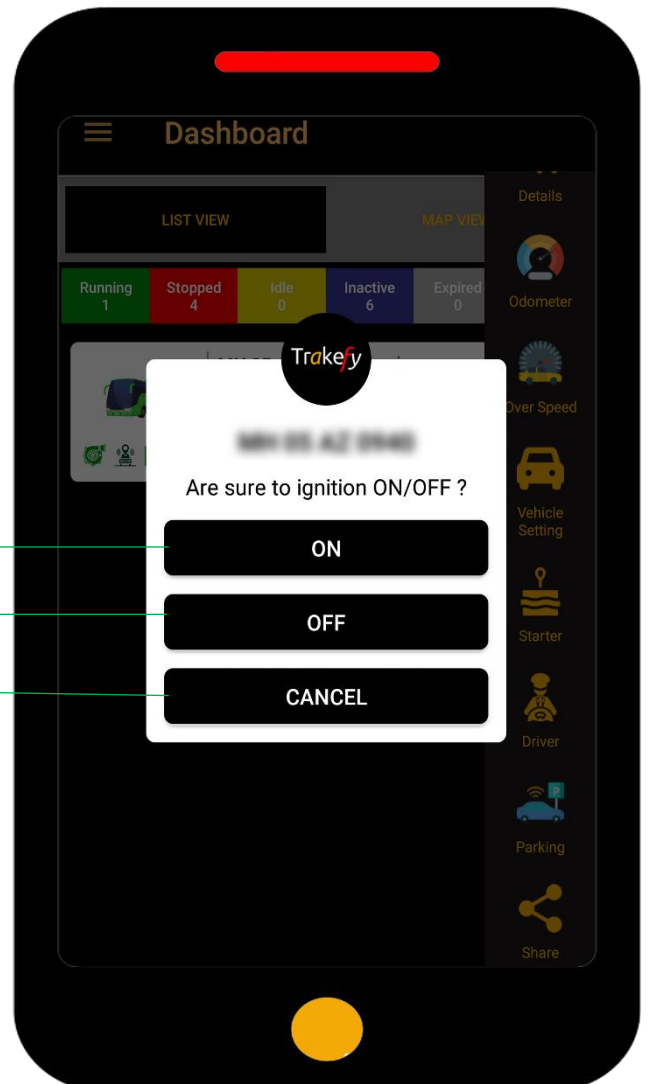 Dashboard
Details
LIST VIEW
MAP VIEW
Running
1
Stopped
4
Idle
0
Inactive
6
Expired
0
Odometer
Trakefy
Over Speed
Are sure to ignition ON/OFF ?
ON
OFF
CANCEL
Vehicle
Setting
Starter
Driver
P
Parking
Share